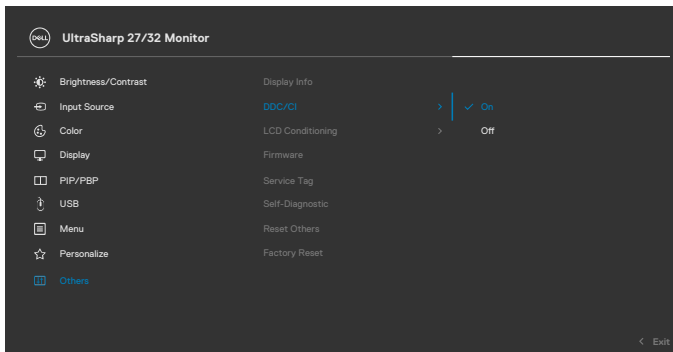 DELL UltraSharp 27/32 Monitor
Brightness/Contrast Display Info
Input Source DDC/CI > ✓ On
Color LCD Conditioning > Off
Display Firmware
PIP/PBP Service Tag
USB Self-Diagnostic
Menu Reset Others
Personalize Factory Reset
Others
< Exit